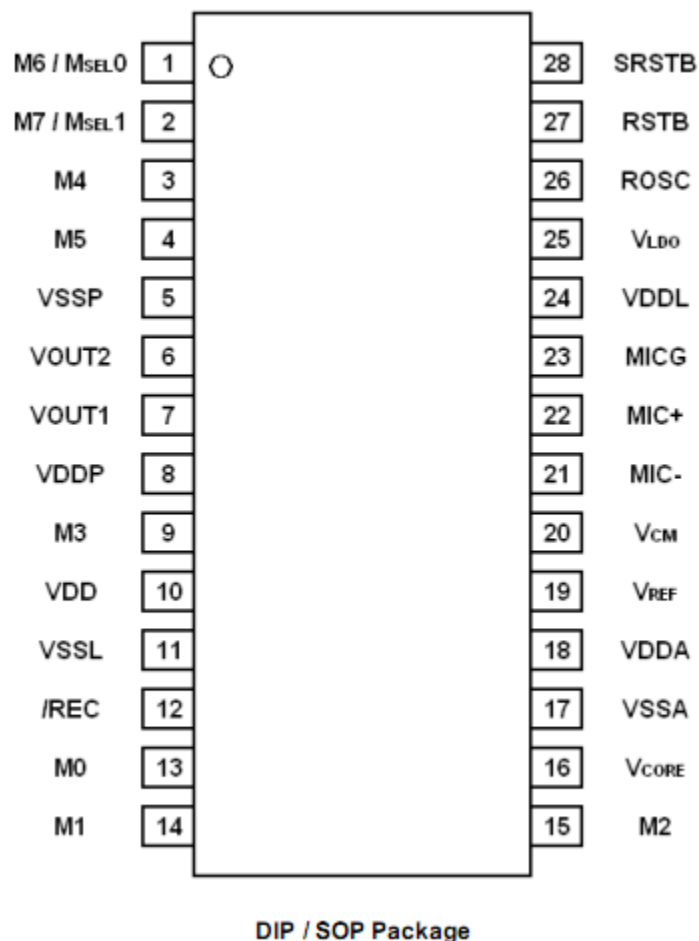 M6 / MSEL0 1 28 SRSTB
M7 / MSEL1 2 27 RSTB
M4 3 26 ROSC
M5 4 25 VLDO
VSSP 5 24 VDDL
VOUT2 6 23 MICG
VOUT1 7 22 MIC+
VDDP 8 21 MIC-
M3 9 20 VCM
VDD 10 19 VREF
VSSL 11 18 VDDA
/REC 12 17 VSSA
M0 13 16 VCORE
M1 14 15 M2
DIP / SOP Package